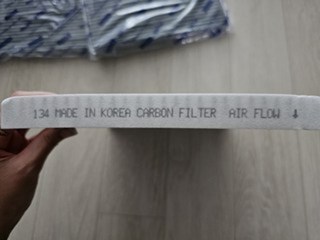 134 MADE IN KOREA CARBON FILTER AIR FLOW ⬇